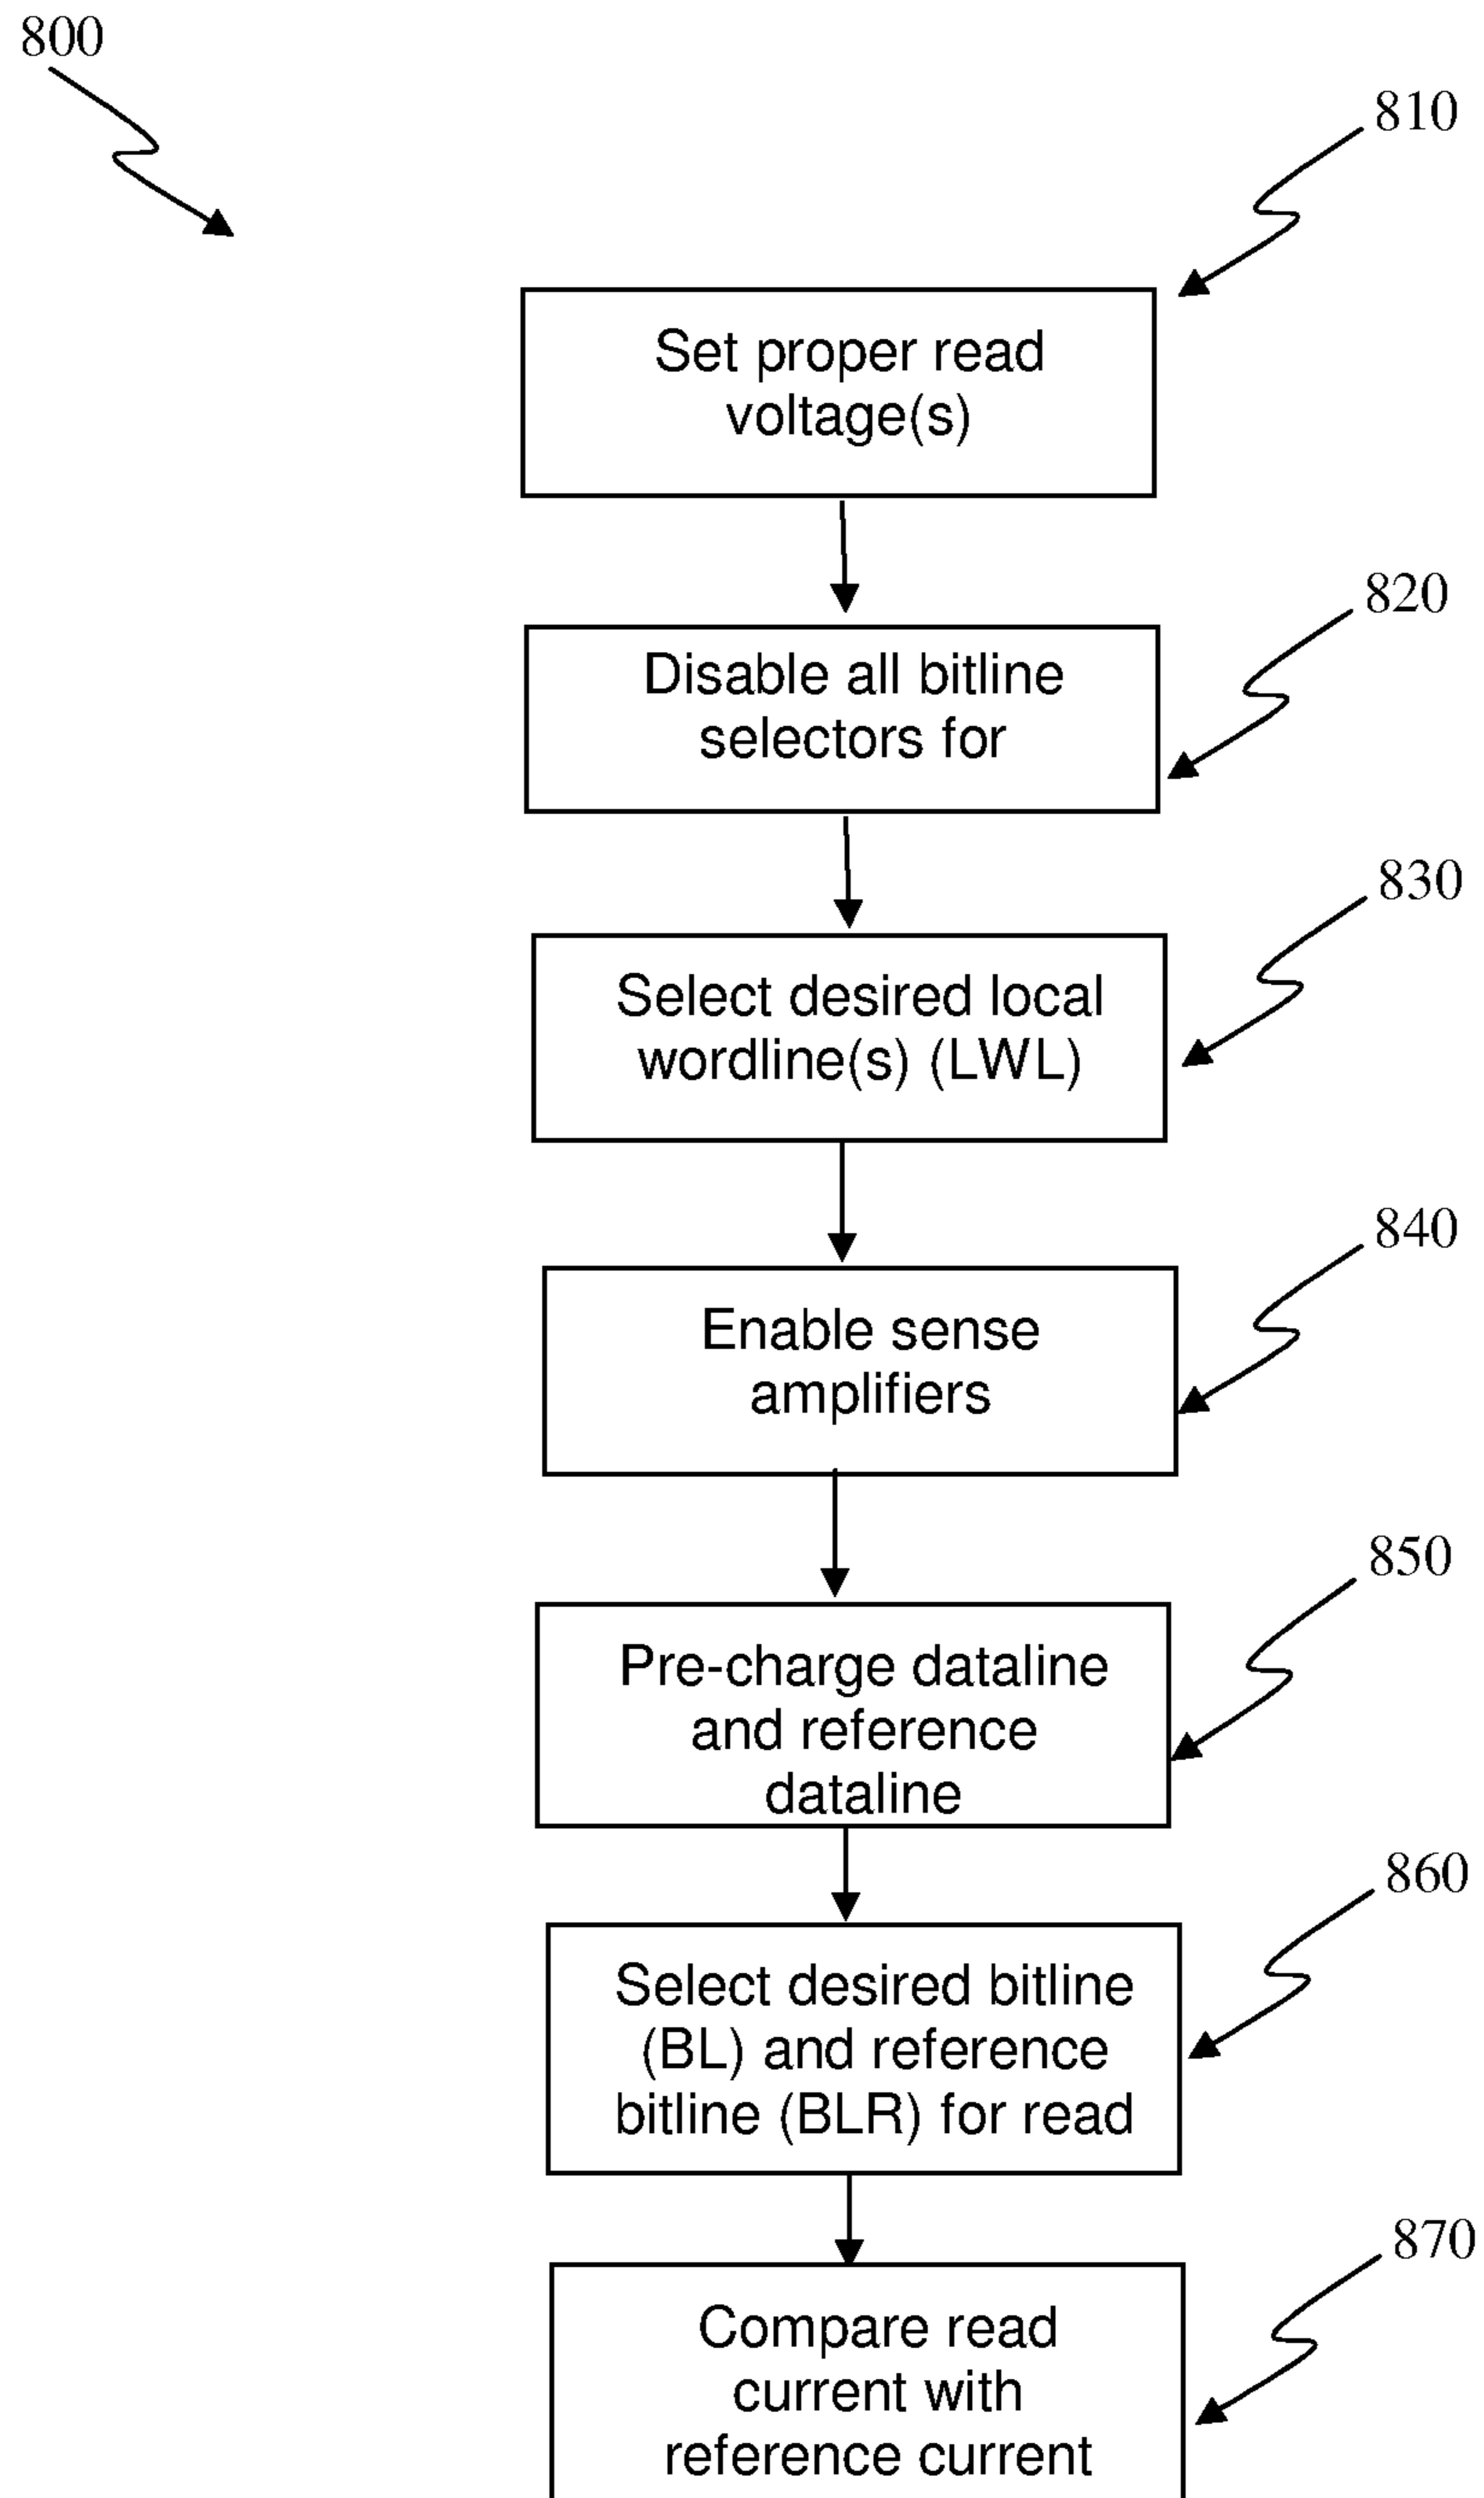 800
810
Set proper read
voltage(s)
820
Disable all bitline
selectors for
830
Select desired local
wordline(s) (LWL)
840
Enable sense
amplifiers
850
Pre-charge dataline
and reference
dataline
860
Select desired bitline
(BL) and reference
bitline (BLR) for read
870
Compare read
current with
reference current